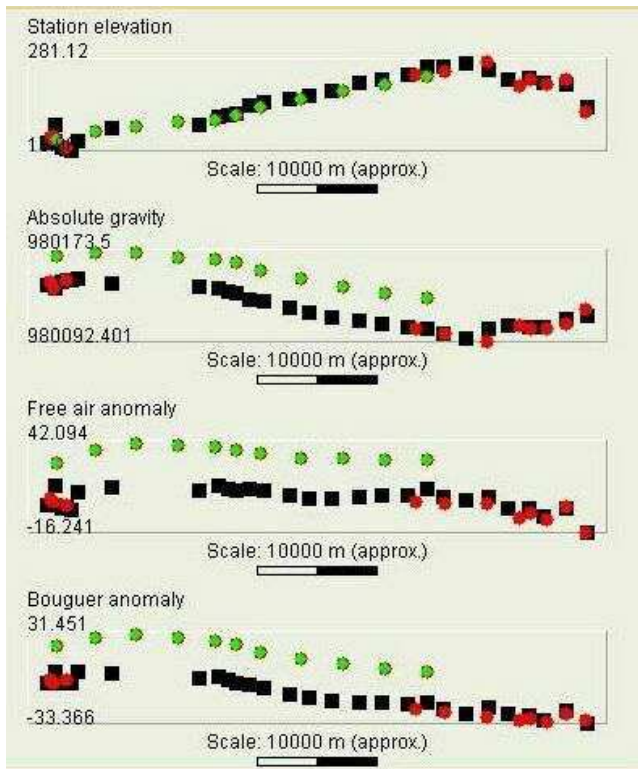 Station elevation
281.12
Scale: 10000 m (approx.)
Absolute gravity
980173.5
980092.401
Scale: 10000 m (approx.)
Free air anomaly
42.094
-16.241
Scale: 10000 m (approx.)
Bouguer anomaly
31.451
-33.366
Scale: 10000 m (approx.)